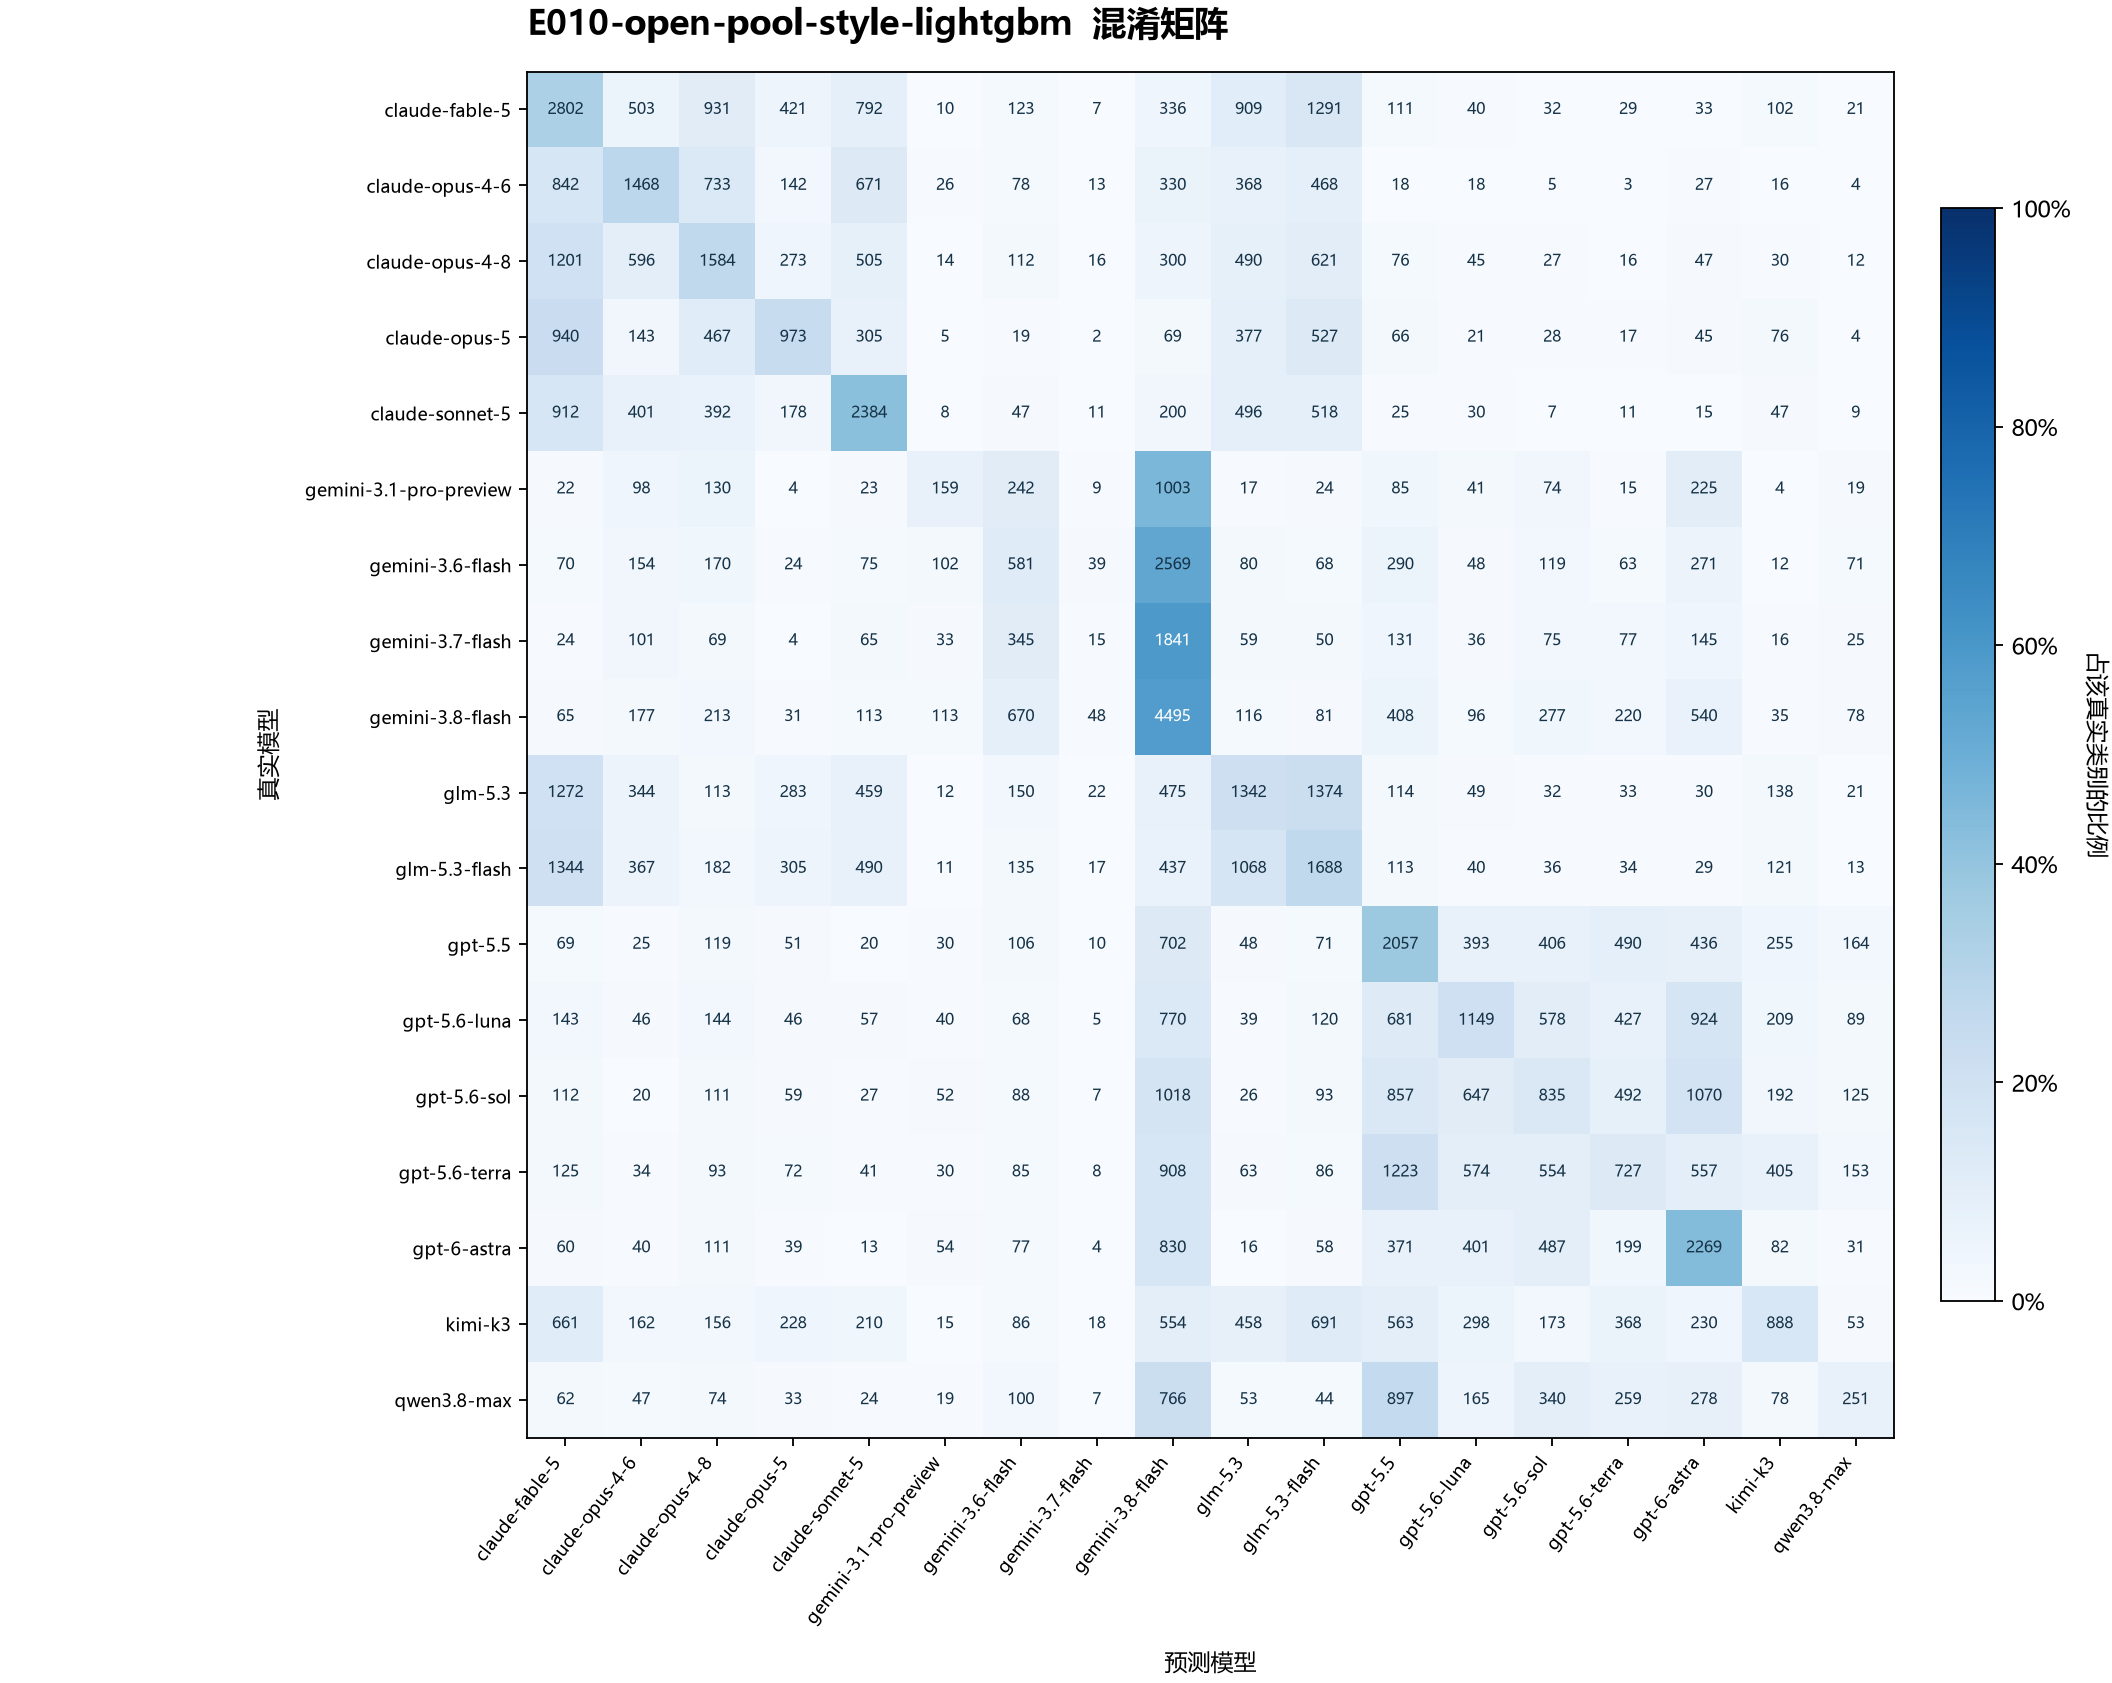 E010-open-pool-style-lightgbm 混淆矩阵
claude-fable-5 2802 503 931 421 792 10 123 7 336 909 1291 111 40 32 29 33 102 21
claude-opus-4-6 842 1468 733 142 671 26 78 13 330 368 468 18 18 5 3 27 16 4
claude-opus-4-8 1201 596 1584 273 505 14 112 16 300 490 621 76 45 27 16 47 30 12
claude-opus-5 940 143 467 973 305 5 19 2 69 377 527 66 21 28 17 45 76 4
claude-sonnet-5 912 401 392 178 2384 8 47 11 200 496 518 25 30 7 11 15 47 9
gemini-3.1-pro-preview 22 98 130 4 23 159 242 9 1003 17 24 85 41 74 15 225 4 19
gemini-3.6-flash 70 154 170 24 75 102 581 39 2569 80 68 290 48 119 63 271 12 71
gemini-3.7-flash 24 101 69 4 65 33 345 15 1841 59 50 131 36 75 77 145 16 25
gemini-3.8-flash 65 177 213 31 113 113 670 48 4495 116 81 408 96 277 220 540 35 78
glm-5.3 1272 344 113 283 459 12 150 22 475 1342 1374 114 49 32 33 30 138 21
glm-5.3-flash 1344 367 182 305 490 11 135 17 437 1068 1688 113 40 36 34 29 121 13
gpt-5.5 69 25 119 51 20 30 106 10 702 48 71 2057 393 406 490 436 255 164
gpt-5.6-luna 143 46 144 46 57 40 68 5 770 39 120 681 1149 578 427 924 209 89
gpt-5.6-sol 112 20 111 59 27 52 88 7 1018 26 93 857 647 835 492 1070 192 125
gpt-5.6-terra 125 34 93 72 41 30 85 8 908 63 86 1223 574 554 727 557 405 153
gpt-6-astra 60 40 111 39 13 54 77 4 830 16 58 371 401 487 199 2269 82 31
kimi-k3 661 162 156 228 210 15 86 18 554 458 691 563 298 173 368 230 888 53
qwen3.8-max 62 47 74 33 24 19 100 7 766 53 44 897 165 340 259 278 78 251
claude-fable-5 claude-opus-4-6 claude-opus-4-8 claude-opus-5 claude-sonnet-5 gemini-3.1-pro-preview gemini-3.6-flash gemini-3.7-flash gemini-3.8-flash glm-5.3 glm-5.3-flash gpt-5.5 gpt-5.6-luna gpt-5.6-sol gpt-5.6-terra gpt-6-astra kimi-k3 qwen3.8-max
预测模型
真实模型
100%
80%
60%
40%
20%
0%
占该真实类别的比例